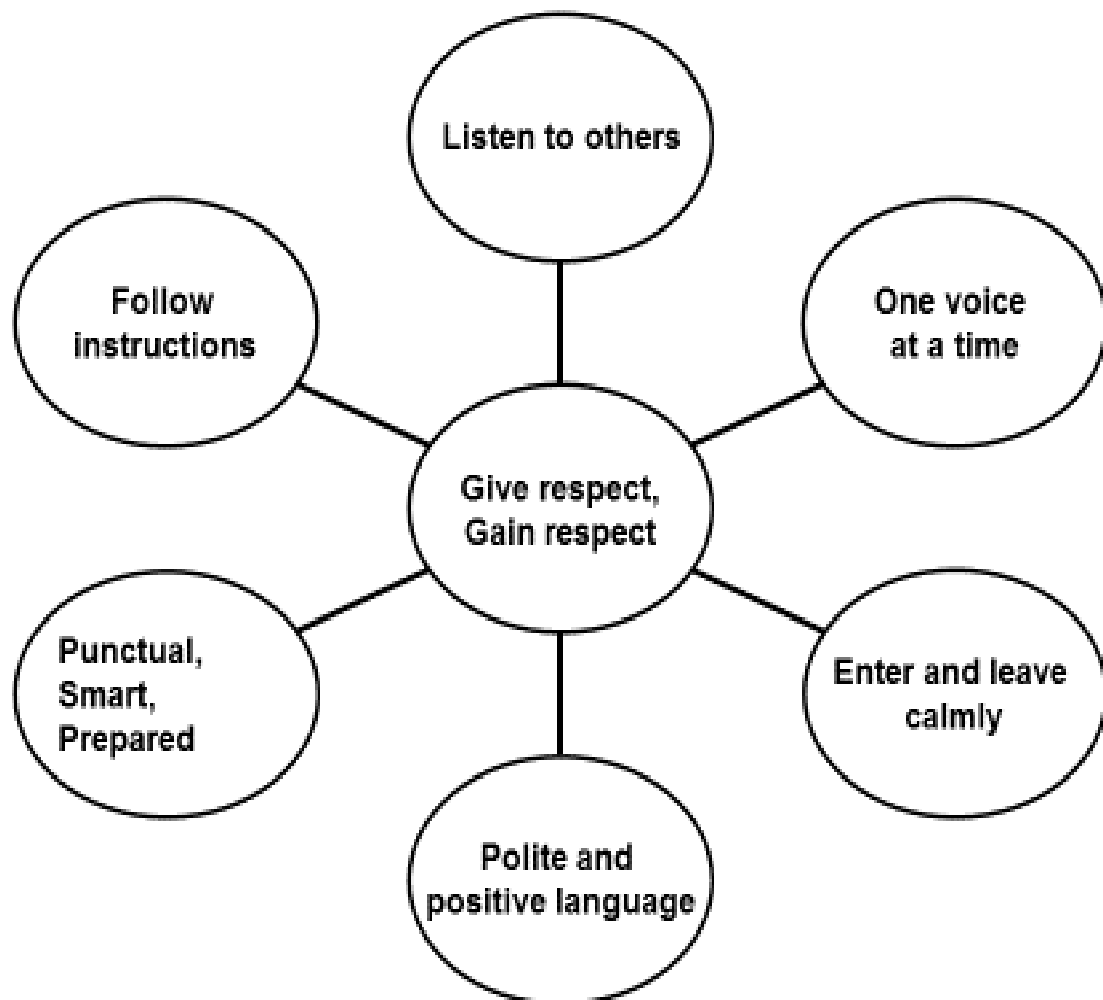 Listen to others
Follow
instructions
One voice
at a time
Give respect,
Gain respect
Punctual,
Smart,
Prepared
Enter and leave
calmly
Polite and
positive language